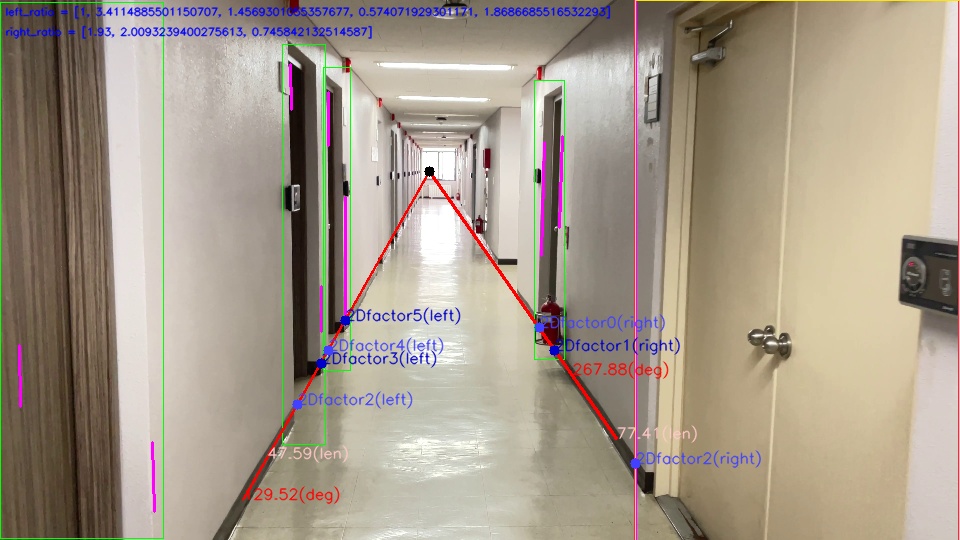 left_ratio = [1, 3.4114885501150707, 1.4569301085357677, 0.574071929301171, 1.8686685516532293]
right_ratio = [1.93, 2.0093239400275613, 0.745842132514587]
2Dfactor5(left)
2Dfactor0(right)
2Dfactor4(left)
2Dfactor1(right)
2Dfactor3(left)
267.88(deg)
2Dfactor2(left)
77.41(len)
47.59(len)
2Dfactor2(right)
29.52(deg)